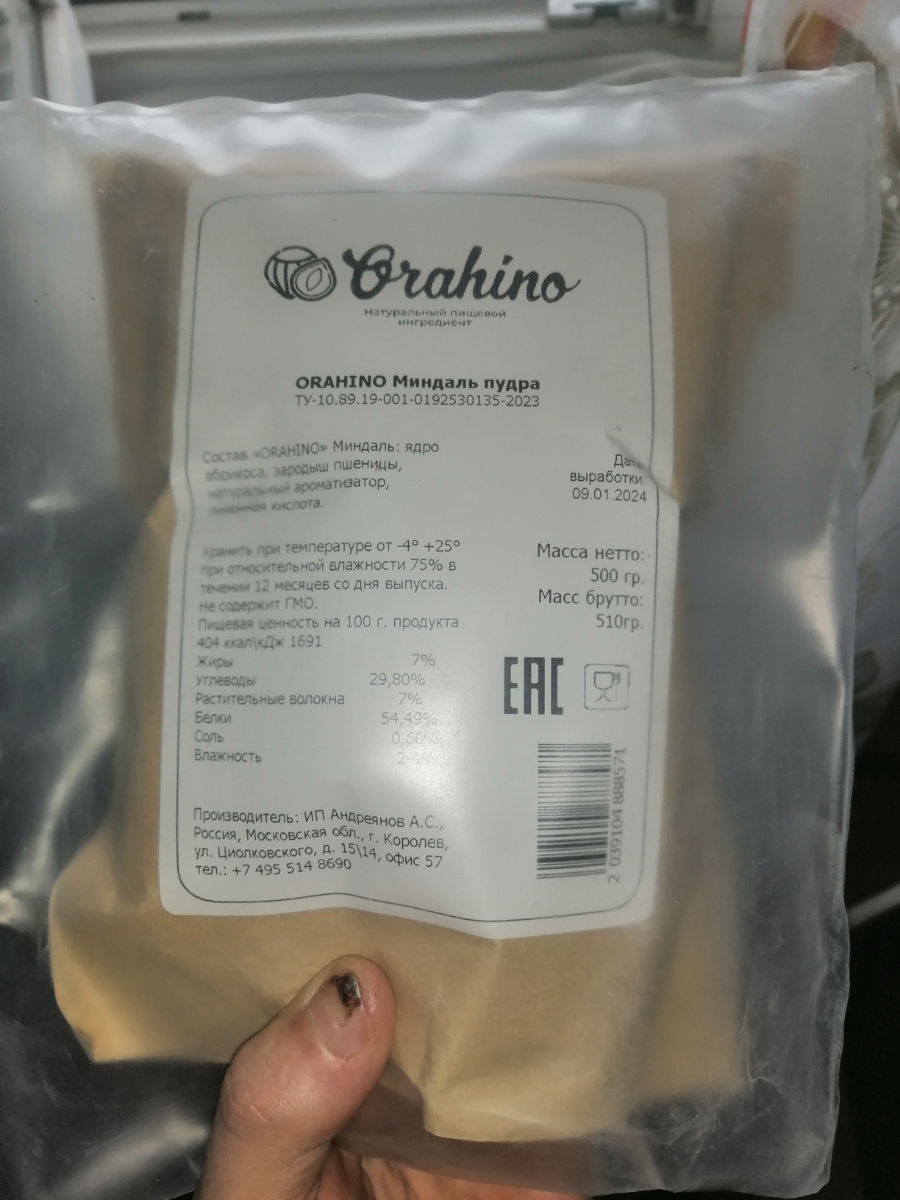 Orahino
Натуральный пищевой
ингредиент
ORAHINO Миндаль пудра
ТУ-10.89.19-001-0192530135-2023
Состав «ORAHINO» Миндаль: ядро
абрикоса, зародыш пшеницы,
натуральный ароматизатор,
лимонная кислота.
Дата
выработки:
09.01.2024
Хранить при температуре от -4° +25°
при относительной влажности 75% в
течении 12 месяцев со дня выпуска.
Не содержит ГМО.
Пищевая ценность на 100 г. продукта
404 ккал\кДж 1691
Жиры 7%
Углеводы 29,80%
Растительные волокна 7%
Белки 54,49%
Соль 0,60%
Влажность 2-4%
Масса нетто:
500 гр.
Масс брутто:
510гр.
EAC
2 039104 888571
Производитель: ИП Андреянов А.С.,
Россия, Московская обл., г. Королев,
ул. Циолковского, д. 15\14, офис 57
тел.: +7 495 514 8690